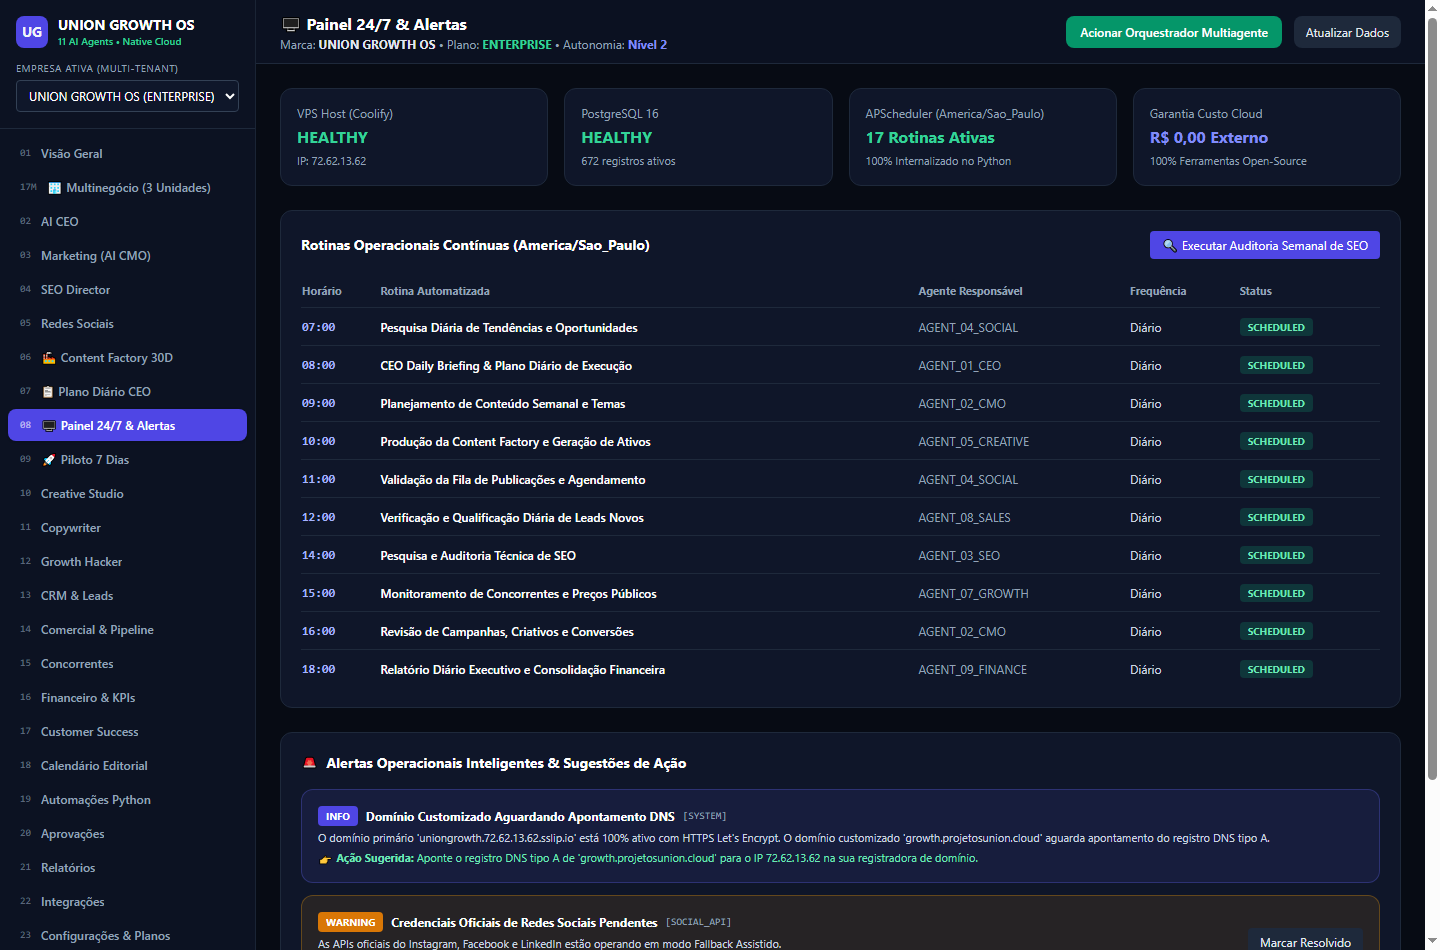 UG
UNION GROWTH OS
11 AI Agents • Native Cloud
EMPRESA ATIVA (MULTI-TENANT)
UNION GROWTH OS (ENTERPRISE)
01 Visão Geral
17M Multinegócio (3 Unidades)
02 AI CEO
03 Marketing (AI CMO)
04 SEO Director
05 Redes Sociais
06 Content Factory 30D
07 Plano Diário CEO
08 Painel 24/7 & Alertas
09 Piloto 7 Dias
10 Creative Studio
11 Copywriter
12 Growth Hacker
13 CRM & Leads
14 Comercial & Pipeline
15 Concorrentes
16 Financeiro & KPIs
17 Customer Success
18 Calendário Editorial
19 Automações Python
20 Aprovações
21 Relatórios
22 Integrações
23 Configurações & Planos
Painel 24/7 & Alertas
Marca: UNION GROWTH OS • Plano: ENTERPRISE • Autonomia: Nível 2
Acionar Orquestrador Multiagente
Atualizar Dados
VPS Host (Coolify)
HEALTHY
IP: 72.62.13.62
PostgreSQL 16
HEALTHY
672 registros ativos
APScheduler (America/Sao_Paulo)
17 Rotinas Ativas
100% Internalizado no Python
Garantia Custo Cloud
R$ 0,00 Externo
100% Ferramentas Open-Source
Rotinas Operacionais Contínuas (America/Sao_Paulo)
Executar Auditoria Semanal de SEO
Horário Rotina Automatizada Agente Responsável Frequência Status
07:00 Pesquisa Diária de Tendências e Oportunidades AGENT_04_SOCIAL Diário SCHEDULED
08:00 CEO Daily Briefing & Plano Diário de Execução AGENT_01_CEO Diário SCHEDULED
09:00 Planejamento de Conteúdo Semanal e Temas AGENT_02_CMO Diário SCHEDULED
10:00 Produção da Content Factory e Geração de Ativos AGENT_05_CREATIVE Diário SCHEDULED
11:00 Validação da Fila de Publicações e Agendamento AGENT_04_SOCIAL Diário SCHEDULED
12:00 Verificação e Qualificação Diária de Leads Novos AGENT_08_SALES Diário SCHEDULED
14:00 Pesquisa e Auditoria Técnica de SEO AGENT_03_SEO Diário SCHEDULED
15:00 Monitoramento de Concorrentes e Preços Públicos AGENT_07_GROWTH Diário SCHEDULED
16:00 Revisão de Campanhas, Criativos e Conversões AGENT_02_CMO Diário SCHEDULED
18:00 Relatório Diário Executivo e Consolidação Financeira AGENT_09_FINANCE Diário SCHEDULED
Alertas Operacionais Inteligentes & Sugestões de Ação
INFO Domínio Customizado Aguardando Apontamento DNS [SYSTEM]
O domínio primário 'uniongrowth.72.62.13.62.sslip.io' está 100% ativo com HTTPS Let's Encrypt. O domínio customizado 'growth.projetosunion.cloud' aguarda apontamento do registro DNS tipo A.
Ação Sugerida: Aponte o registro DNS tipo A de 'growth.projetosunion.cloud' para o IP 72.62.13.62 na sua registradora de domínio.
WARNING Credenciais Oficiais de Redes Sociais Pendentes [SOCIAL_API]
As APIs oficiais do Instagram, Facebook e LinkedIn estão operando em modo Fallback Assistido.
Marcar Resolvido